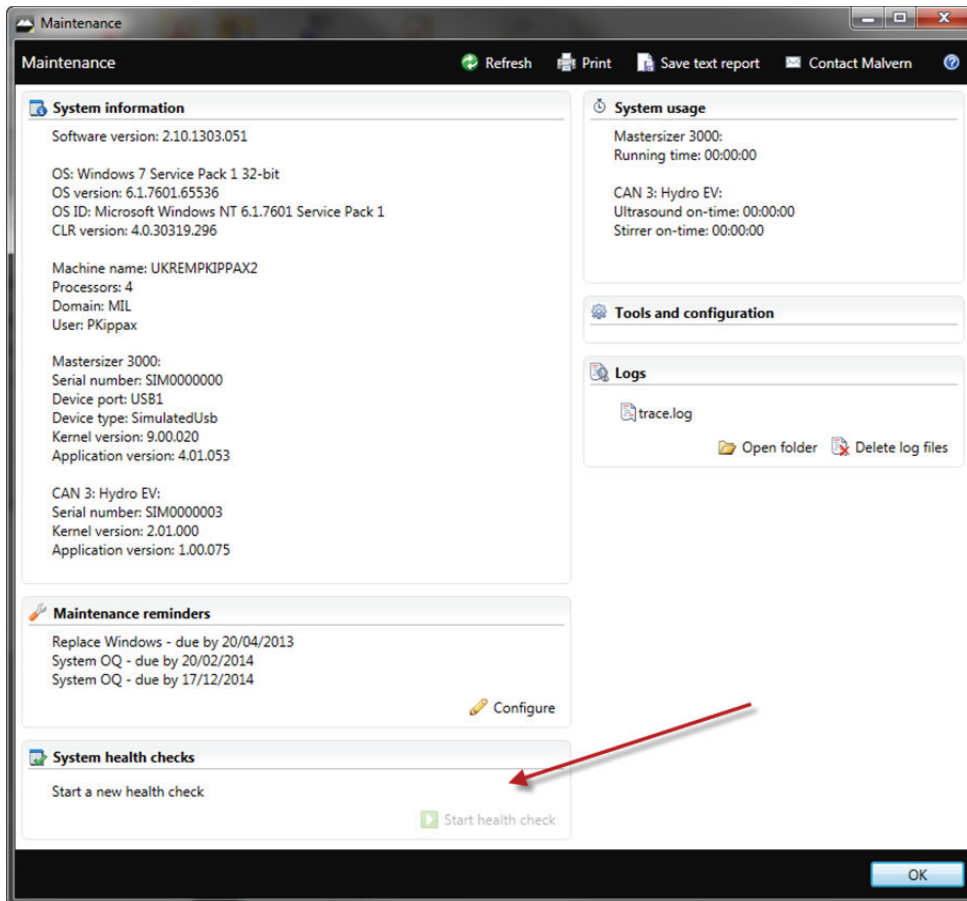 Maintenance
Maintenance
Refresh
Print
Save text report
Contact Malvern
?
System information
Software version: 2.10.1303.051
OS: Windows 7 Service Pack 1 32-bit
OS version: 6.1.7601.65536
OS ID: Microsoft Windows NT 6.1.7601 Service Pack 1
CLR version: 4.0.30319.296
Machine name: UKREMPKIPPAX2
Processors: 4
Domain: MIL
User: PKippax
Mastersizer 3000:
Serial number: SIM0000000
Device port: USB1
Device type: SimulatedUsb
Kernel version: 9.00.020
Application version: 4.01.053
CAN 3: Hydro EV:
Serial number: SIM0000003
Kernel version: 2.01.000
Application version: 1.00.075
Maintenance reminders
Replace Windows - due by 20/04/2013
System OQ - due by 20/02/2014
System OQ - due by 17/12/2014
Configure
System health checks
Start a new health check
Start health check
System usage
Mastersizer 3000:
Running time: 00:00:00
CAN 3: Hydro EV:
Ultrasound on-time: 00:00:00
Stirrer on-time: 00:00:00
Tools and configuration
Logs
trace.log
Open folder
Delete log files
OK